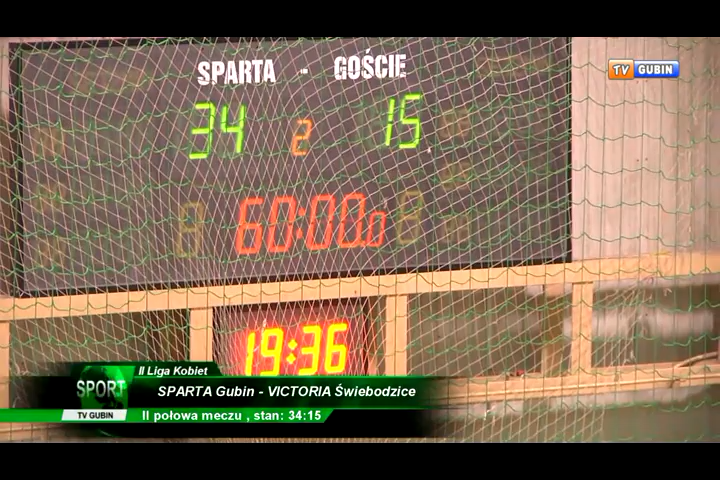 TV GUBIN
SPARTA - GOŚCIE
34 2 15
60:00.0
19:36
II Liga Kobiet
SPORT
SPARTA Gubin - VICTORIA Świebodzice
TV GUBIN
II połowa meczu , stan: 34:15